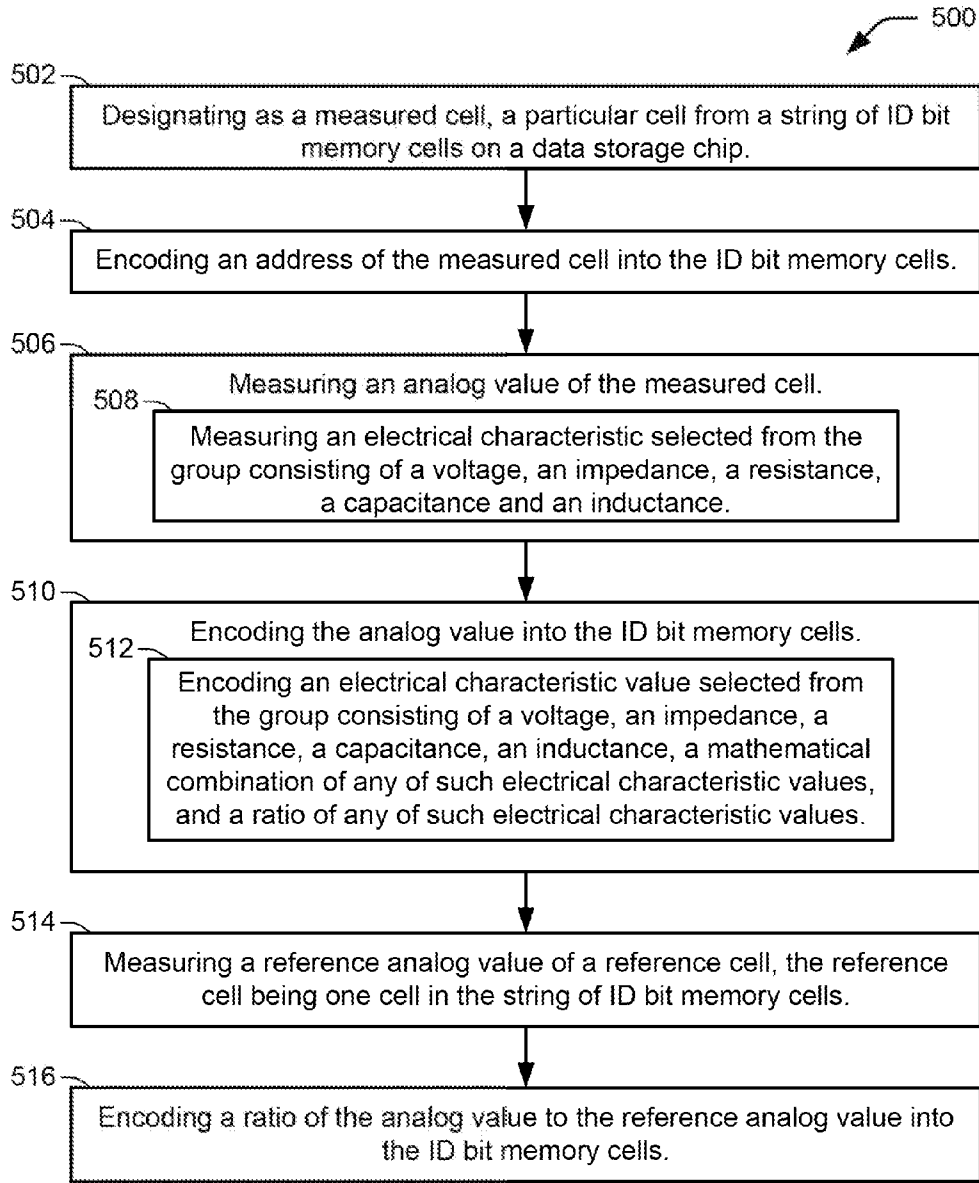 500
502
Designating as a measured cell, a particular cell from a string of ID bit
memory cells on a data storage chip.
504
Encoding an address of the measured cell into the ID bit memory cells.
506
Measuring an analog value of the measured cell.
508
Measuring an electrical characteristic selected from the
group consisting of a voltage, an impedance, a resistance,
a capacitance and an inductance.
510
Encoding the analog value into the ID bit memory cells.
512
Encoding an electrical characteristic value selected from
the group consisting of a voltage, an impedance, a
resistance, a capacitance, an inductance, a mathematical
combination of any of such electrical characteristic values,
and a ratio of any of such electrical characteristic values.
514
Measuring a reference analog value of a reference cell, the reference
cell being one cell in the string of ID bit memory cells.
516
Encoding a ratio of the analog value to the reference analog value into
the ID bit memory cells.